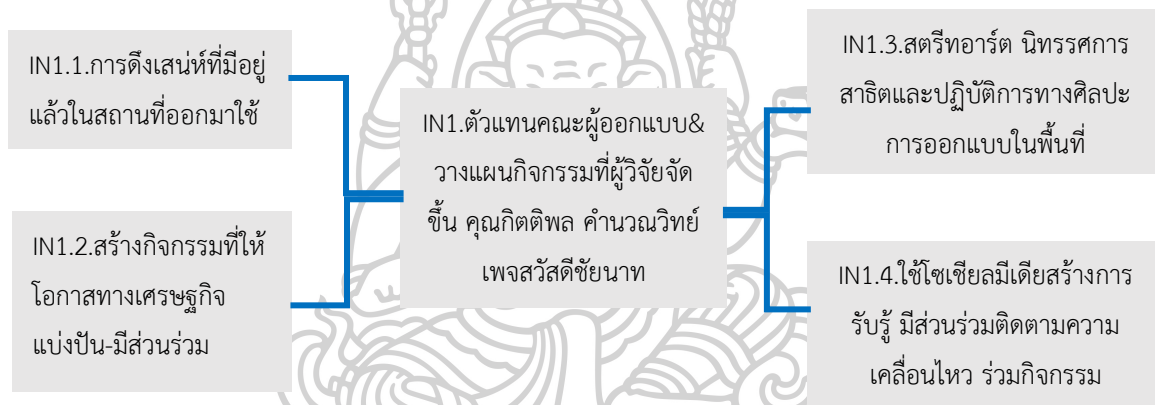 IN1.1.การดึงเสน่ห์ที่มีอยู่
แล้วในสถานที่ออกมาใช้
IN1.2.สร้างกิจกรรมที่ให้
โอกาสทางเศรษฐกิจ
แบ่งปัน-มีส่วนร่วม
IN1.ตัวแทนคณะผู้ออกแบบ&
วางแผนกิจกรรมที่ผู้วิจัยจัด
ขึ้น คุณกิตติพล คำนวณวิทย์
เพจสวัสดีชัยนาท
IN1.3.สตรีทอาร์ต นิทรรศการ
สาธิตและปฏิบัติการทางศิลปะ
การออกแบบในพื้นที่
IN1.4.ใช้โซเชียลมีเดียสร้างการ
รับรู้ มีส่วนร่วมติดตามความ
เคลื่อนไหว ร่วมกิจกรรม